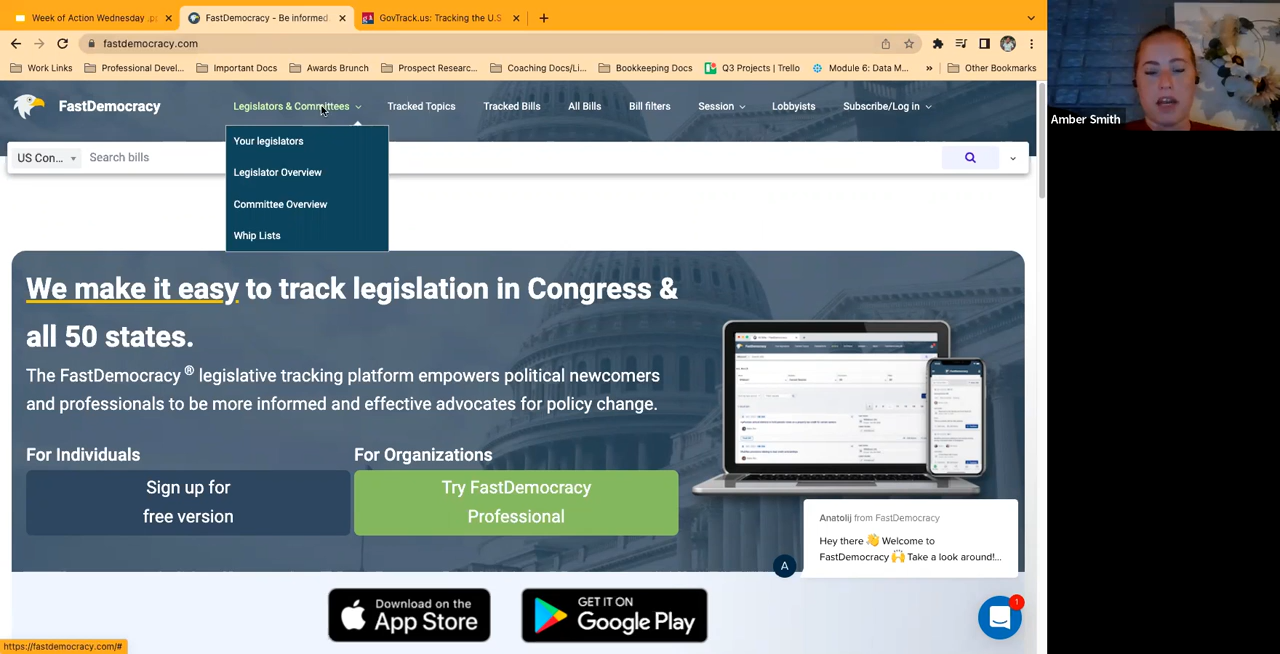 Week of Action Wednesday .ps
FastDemocracy - Be informed
GovTrack.us: Tracking the U.S
fastdemocracy.com
Work Links
Professional Devel...
Important Docs
Awards Brunch
Prospect Researc...
Coaching Docs/Li...
Bookkeeping Docs
Q3 Projects | Trello
Module 6: Data M...
»
Other Bookmarks
FastDemocracy
Legislators & Committees
Tracked Topics
Tracked Bills
All Bills
Bill filters
Session
Lobbyists
Subscribe/Log in
Amber Smith
Your legislators
Legislator Overview
Committee Overview
Whip Lists
US Con...
Search bills
We make it easy to track legislation in Congress &
all 50 states.
The FastDemocracy ® legislative tracking platform empowers political newcomers
and professionals to be more informed and effective advocates for policy change.
For Individuals
For Organizations
Sign up for
free version
Try FastDemocracy
Professional
Anatolij from FastDemocracy
Hey there 👋 Welcome to
FastDemocracy 🙌 Take a look around!...
A
1
Download on the
App Store
GET IT ON
Google Play
https://fastdemocracy.com/#